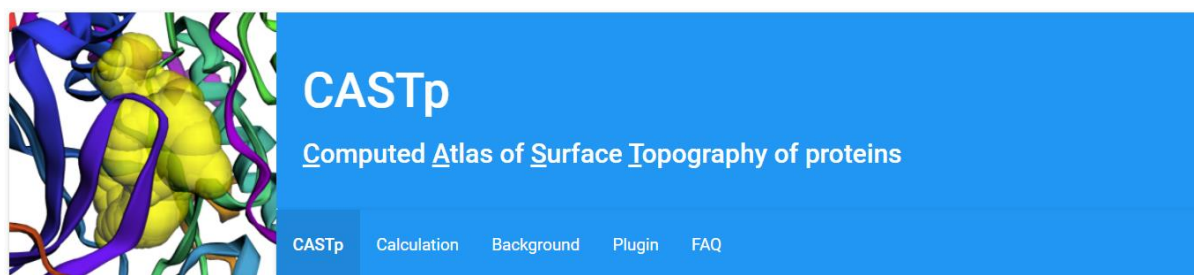 CASTp
Computed Atlas of Surface Topography of proteins
CASTp Calculation Background Plugin FAQ